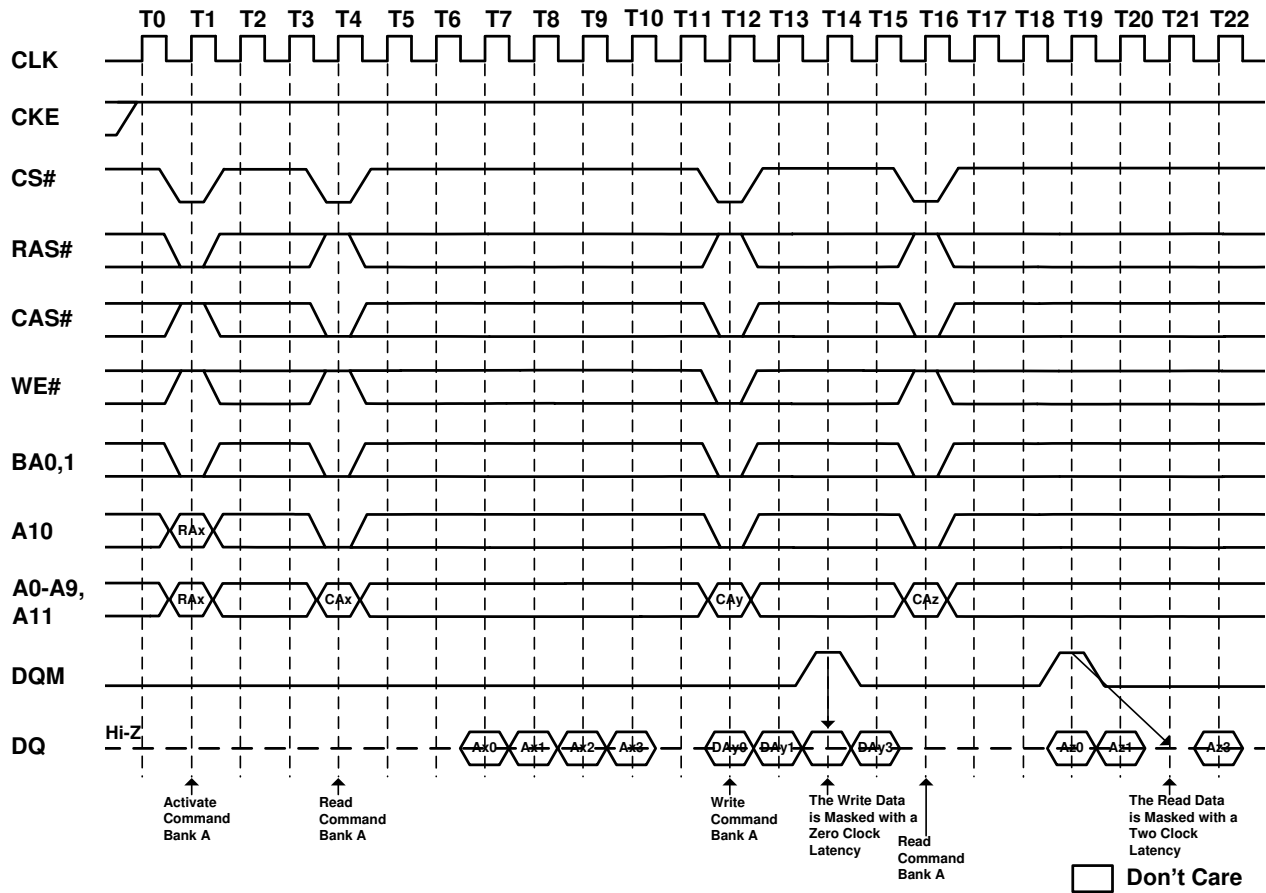 T0 T1 T2 T3 T4 T5 T6 T7 T8 T9 T10 T11 T12 T13 T14 T15 T16 T17 T18 T19 T20 T21 T22
CLK
CKE
CS#
RAS#
CAS#
WE#
BA0,1
A10
RAx
A0-A9,
A11
RAx CAx CAy CAz
DQM
DQ
Hi-Z
Ax0 Ax1 Ax2 Ax3 DAy0 DAy1 DAy3 Az0 Az1 Az3
Activate
Command
Bank A
Read
Command
Bank A
Write
Command
Bank A
The Write Data
is Masked with a
Zero Clock
Latency
Read
Command
Bank A
The Read Data
is Masked with a
Two Clock
Latency
Don't Care